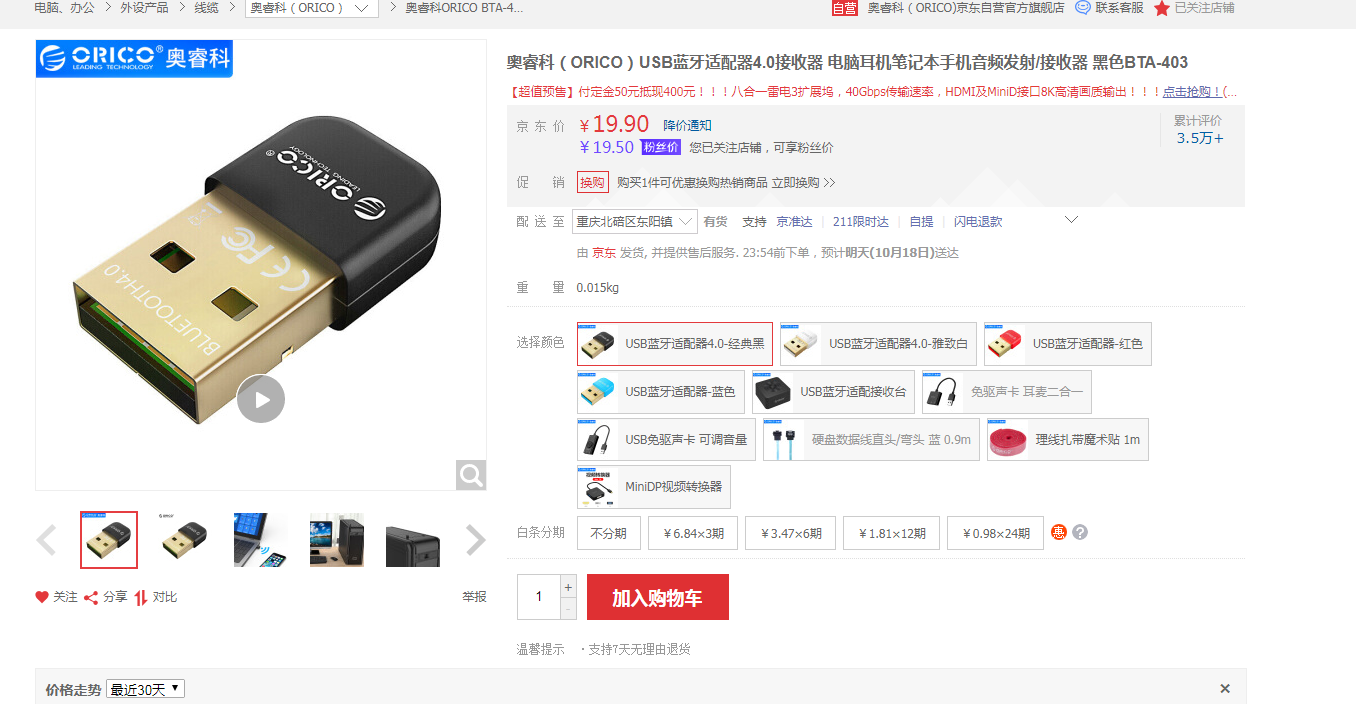 电脑、办公 > 外设产品 > 线缆 > 奥睿科（ORICO） > 奥睿科ORICO BTA-4...
自营 奥睿科（ORICO)京东自营官方旗舰店 联系客服 已关注店铺
ORICO® 奥睿科
LEADING TECHNOLOGY
ORICO®
LEADING TECHNOLOGY
BLUETOOTH4.0
奥睿科（ORICO）USB蓝牙适配器4.0接收器 电脑耳机笔记本手机音频发射/接收器 黑色BTA-403
【超值预售】付定金50元抵现400元！！！八合一雷电3扩展坞，40Gbps传输速率，HDMI及MiniD接口8K高清画质输出！！！点击抢购！(...
京东价 ￥19.90 降价通知
累计评价
3.5万+
￥19.50 粉丝价 您已关注店铺，可享粉丝价
促销 换购 购买1件可优惠换购热销商品 立即换购 >>
配送至 重庆北碚区东阳镇 有货 支持 京准达 211限时达 自提 闪电退款
由 京东 发货, 并提供售后服务. 23:54前下单，预计明天(10月18日)送达
重量 0.015kg
选择颜色 USB蓝牙适配器4.0-经典黑 USB蓝牙适配器4.0-雅致白 USB蓝牙适配器-红色
USB蓝牙适配器-蓝色 USB蓝牙适配接收台 免驱声卡 耳麦二合一
USB免驱声卡 可调音量 硬盘数据线直头/弯头 蓝 0.9m 理线扎带魔术贴 1m
MiniDP视频转换器
白条分期 不分期 ￥6.84×3期 ￥3.47×6期 ￥1.81×12期 ￥0.98×24期 惠 ?
1 + -
加入购物车
关注 分享 对比 举报
温馨提示 ·支持7天无理由退货
价格走势 最近30天 ×